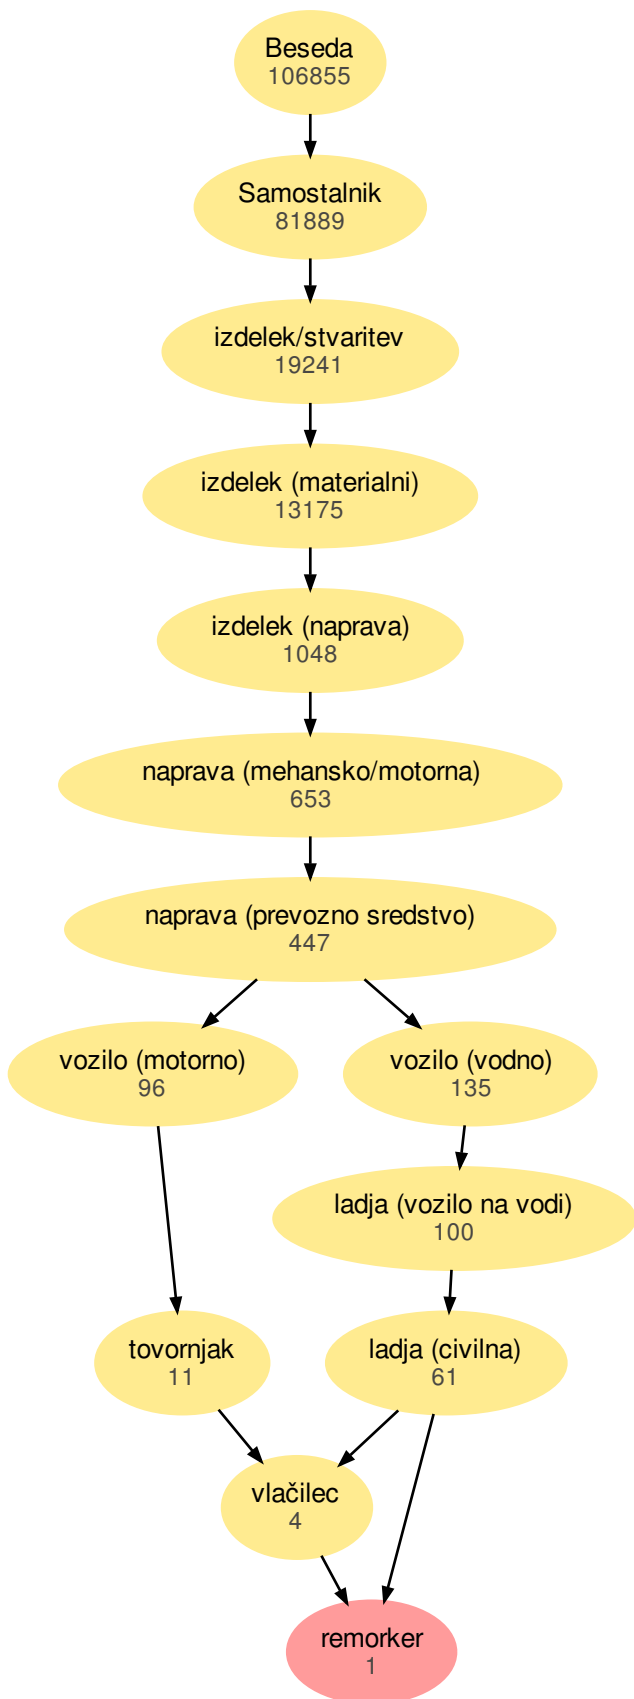 Beseda
106855
Samostalnik
81889
izdelek/stvaritev
19241
izdelek (materialni)
13175
izdelek (naprava)
1048
naprava (mehansko/motorna)
653
naprava (prevozno sredstvo)
447
vozilo (motorno)
96
vozilo (vodno)
135
ladja (vozilo na vodi)
100
tovornjak
11
ladja (civilna)
61
vlačilec
4
remorker
1